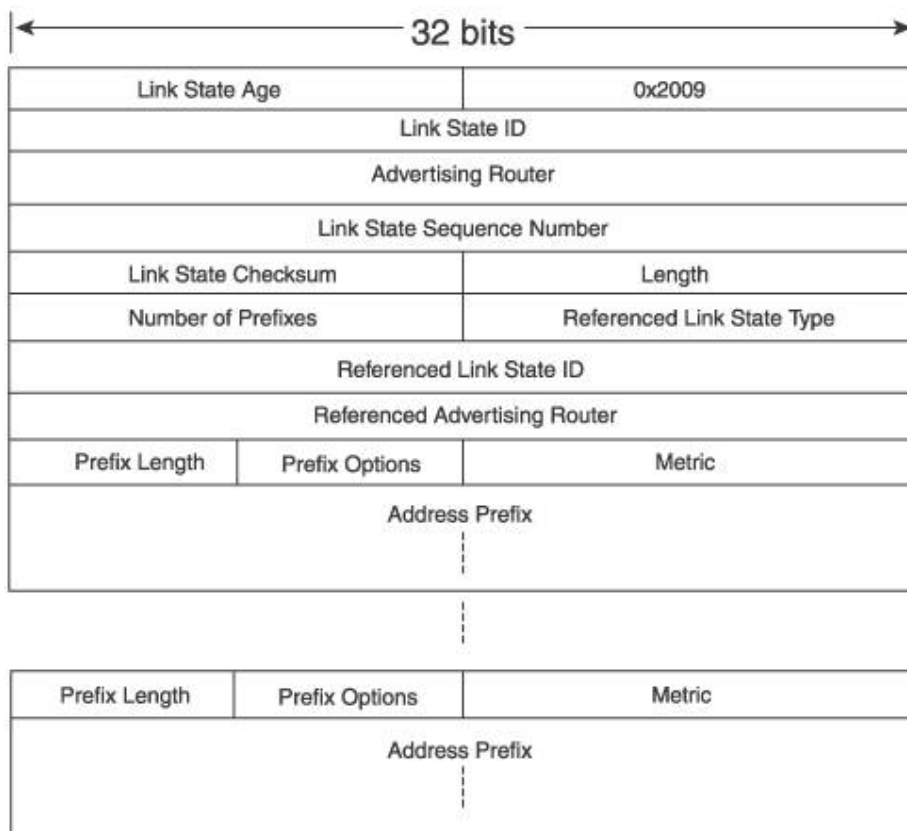 32 bits
Link State Age 0x2009
Link State ID
Advertising Router
Link State Sequence Number
Link State Checksum Length
Number of Prefixes Referenced Link State Type
Referenced Link State ID
Referenced Advertising Router
Prefix Length Prefix Options Metric
Address Prefix
Prefix Length Prefix Options Metric
Address Prefix